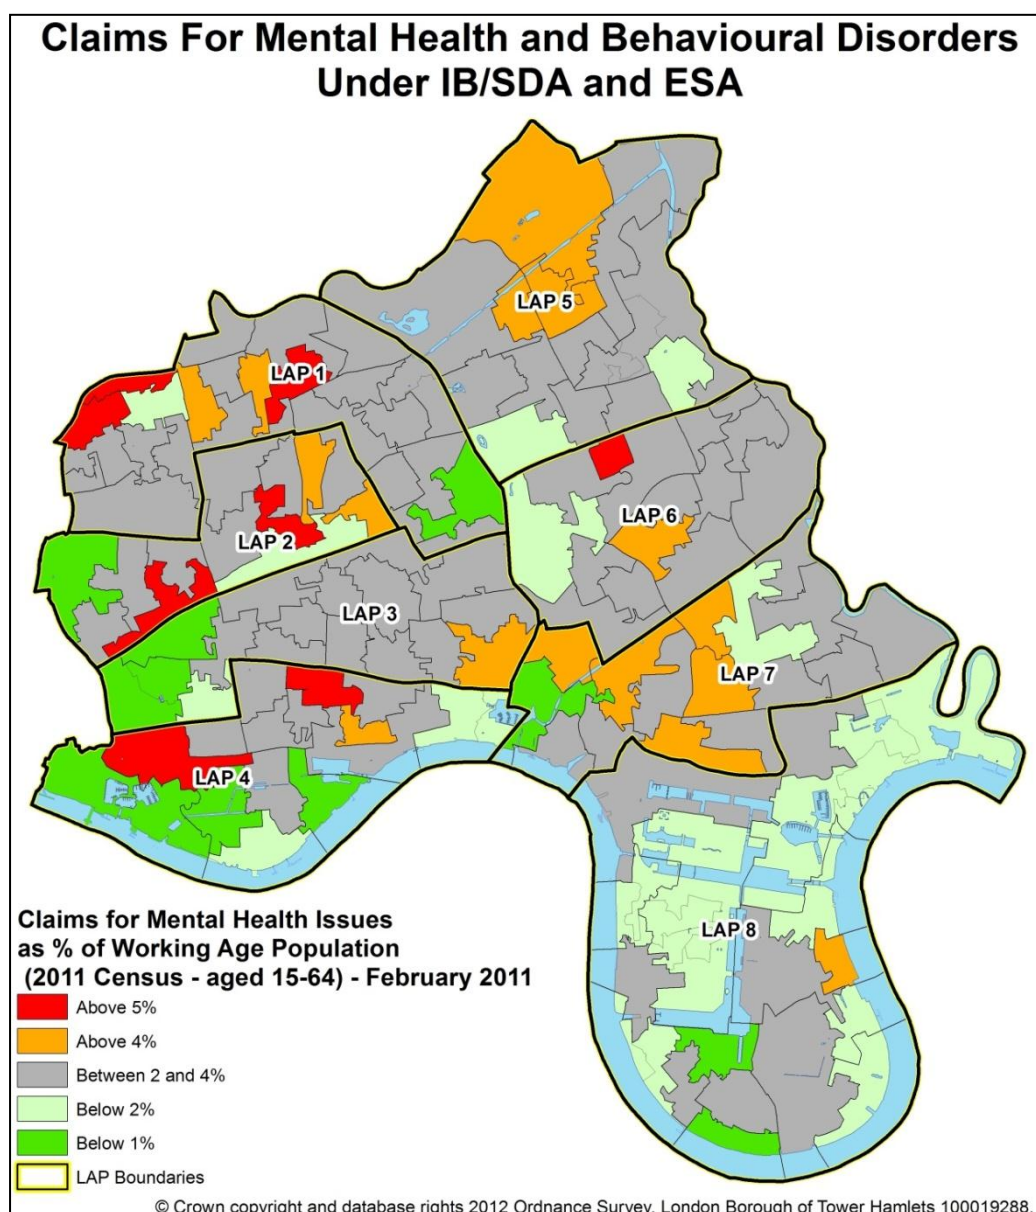 Claims For Mental Health and Behavioural Disorders
Under IB/SDA and ESA
LAP 5
LAP 1
LAP 6
LAP 2
LAP 3
LAP 7
LAP 4
LAP 8
Claims for Mental Health Issues
as % of Working Age Population
(2011 Census - aged 15-64) - February 2011
Above 5%
Above 4%
Between 2 and 4%
Below 2%
Below 1%
LAP Boundaries
© Crown copyright and database rights 2012 Ordnance Survey, London Borough of Tower Hamlets 100019288.